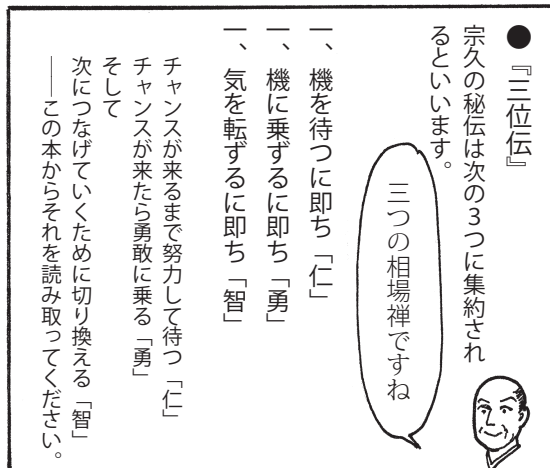 ●『三位伝』
宗久の秘伝は次の３つに集約され
るといいます。
三つの相場禅ですね
一、機を待つに即ち「仁」
一、機に乗ずるに即ち「勇」
一、気を転ずるに即ち「智」
チャンスが来るまで努力して待つ「仁」
チャンスが来たら勇敢に乗る「勇」
そして
次につなげていくために切り換える「智」
――この本からそれを読み取ってください。